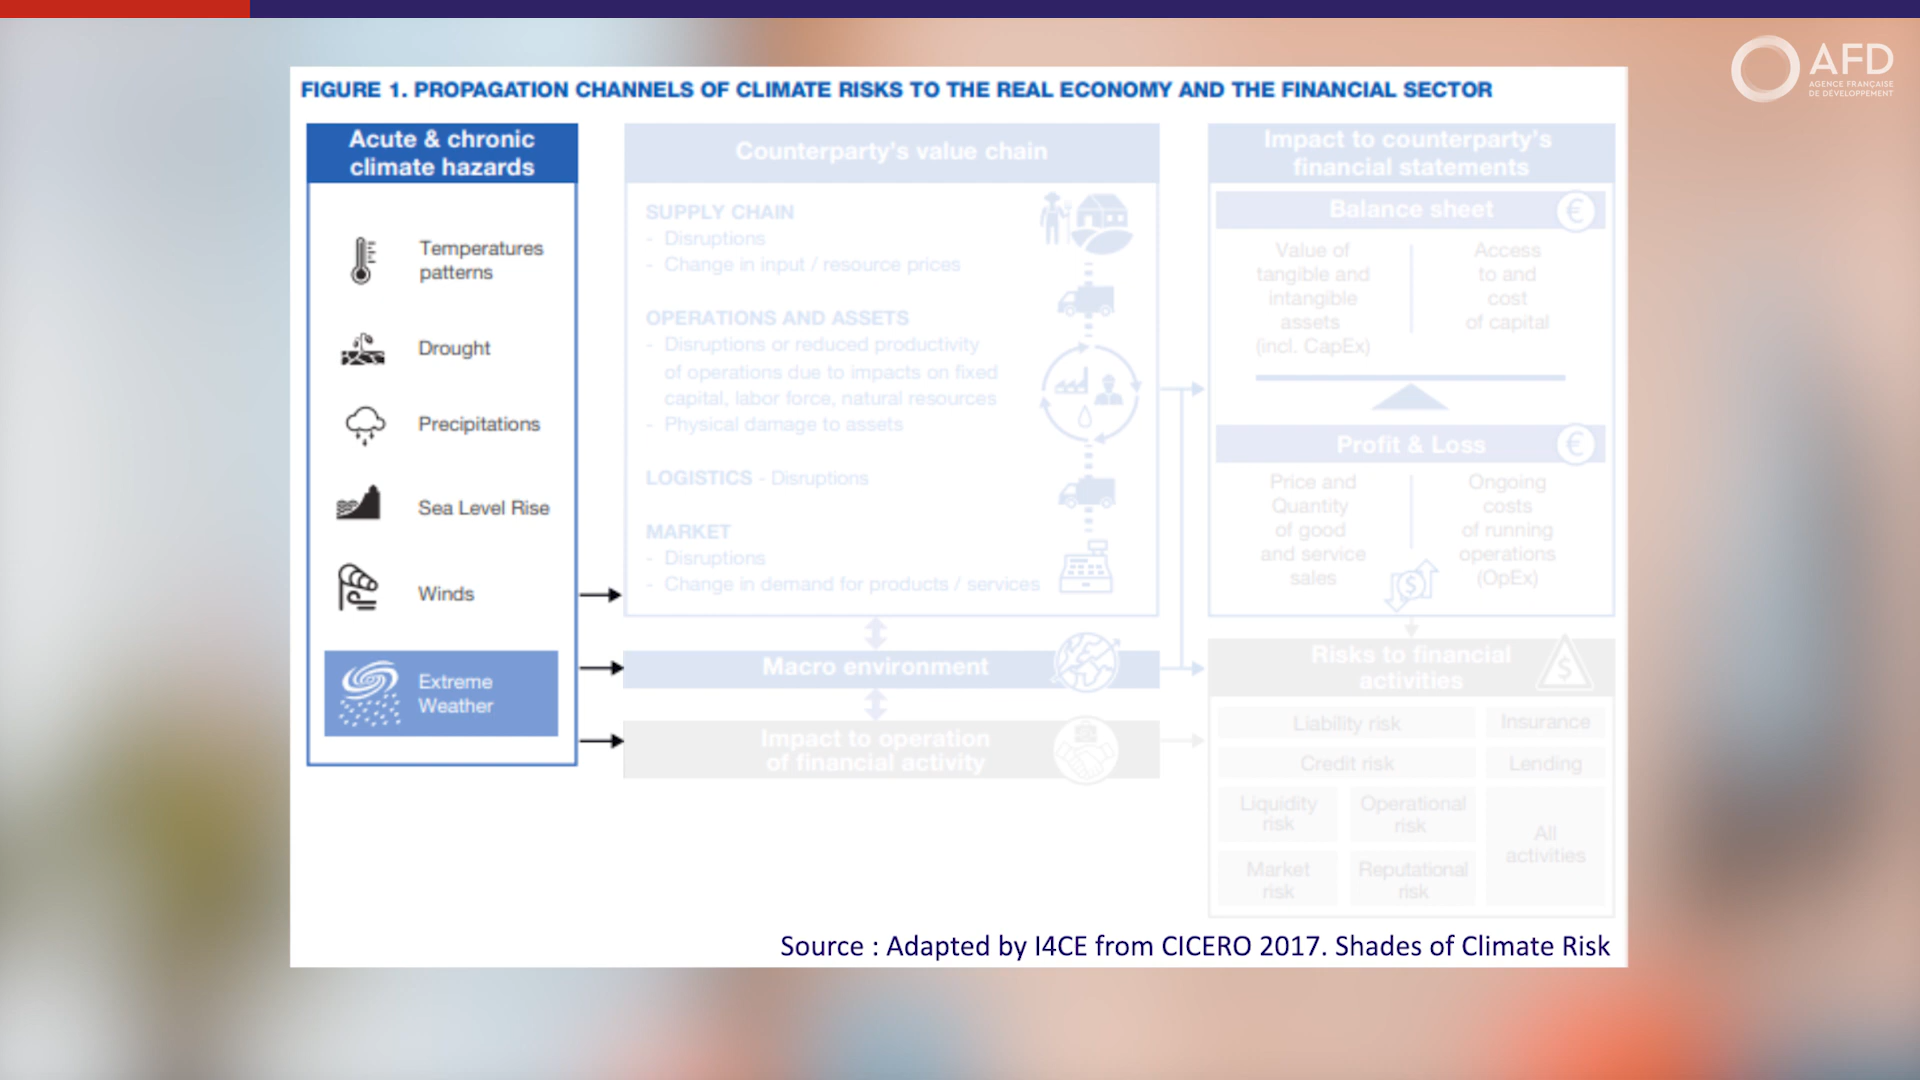 AFD
AGENCE FRANÇAISE
DE DÉVELOPPEMENT
FIGURE 1. PROPAGATION CHANNELS OF CLIMATE RISKS TO THE REAL ECONOMY AND THE FINANCIAL SECTOR
Acute & chronic
climate hazards
Temperatures
patterns
Drought
Precipitations
Sea Level Rise
Winds
Extreme
Weather
Counterparty's value chain
SUPPLY CHAIN
- Disruptions
- Change in input / resource prices
OPERATIONS AND ASSETS
- Disruptions or reduced productivity
of operations due to impacts on fixed
capital, labor force, natural resources
- Physical damage to assets
LOGISTICS - Disruptions
MARKET
- Disruptions
- Change in demand for products / services
Macro environment
Impact to operation
of financial activity
Impact to counterparty's
financial statements
Balance sheet €
Value of
tangible and
intangible
assets
(incl. CapEx)
Access
to and
cost
of capital
Profit & Loss €
Price and
Quantity
of good
and service
sales
Ongoing
costs
of running
operations
(OpEx)
$
Risks to financial
activities
$
Liability risk
Insurance
Credit risk
Lending
Liquidity
risk
Operational
risk
Market
risk
Reputational
risk
All
activities
Source : Adapted by I4CE from CICERO 2017. Shades of Climate Risk